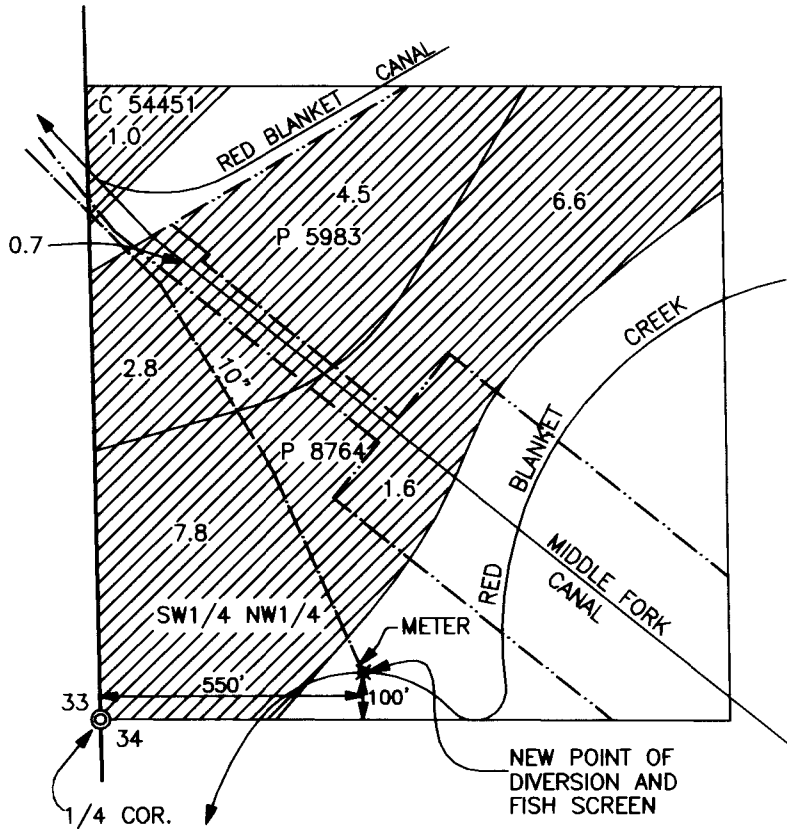 C 54451
1.0
RED BLANKET CANAL
4.5
P 5983
6.6
0.7
2.8
10"
P 8764
1.6
7.8
RED BLANKET CREEK
MIDDLE FORK
CANAL
SW1/4 NW1/4
METER
550'
100'
33
34
1/4 COR.
NEW POINT OF
DIVERSION AND
FISH SCREEN